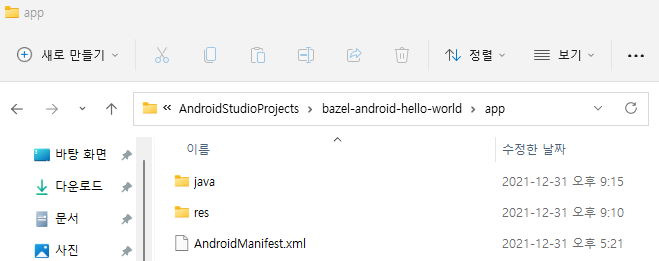 app
새로 만들기 정렬 보기
AndroidStudioProjects bazel-android-hello-world app
이름 수정한 날짜
바탕 화면
다운로드
문서
사진
java 2021-12-31 오후 9:15
res 2021-12-31 오후 9:10
AndroidManifest.xml 2021-12-31 오후 5:21